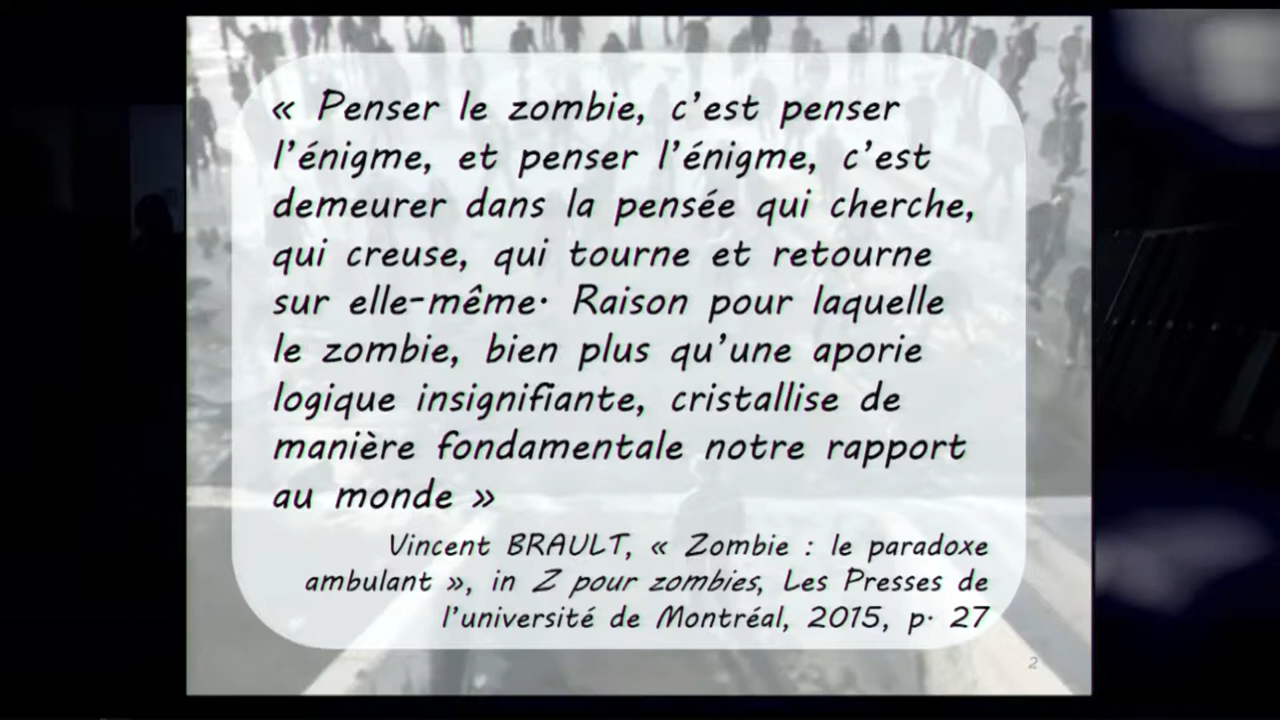 « Penser le zombie, c’est penser
l’énigme, et penser l’énigme, c’est
demeurer dans la pensée qui cherche,
qui creuse, qui tourne et retourne
sur elle-même. Raison pour laquelle
le zombie, bien plus qu’une aporie
logique insignifiante, cristallise de
manière fondamentale notre rapport
au monde »
Vincent BRAULT, « Zombie : le paradoxe
ambulant », in Z pour zombies, Les Presses de
l’université de Montréal, 2015, p. 27
2